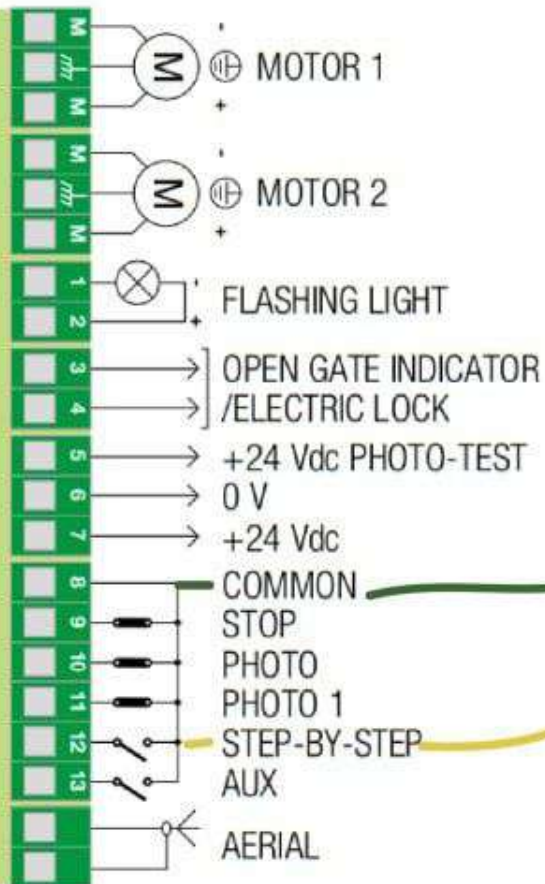 M - 
MOTOR 1
M +
M -
MOTOR 2
M +
1 -
FLASHING LIGHT
2 +
3 OPEN GATE INDICATOR
4 /ELECTRIC LOCK
5 +24 Vdc PHOTO-TEST
6 0 V
7 +24 Vdc
8 COMMON
9 STOP
10 PHOTO
11 PHOTO 1
12 STEP-BY-STEP
13 AUX
AERIAL